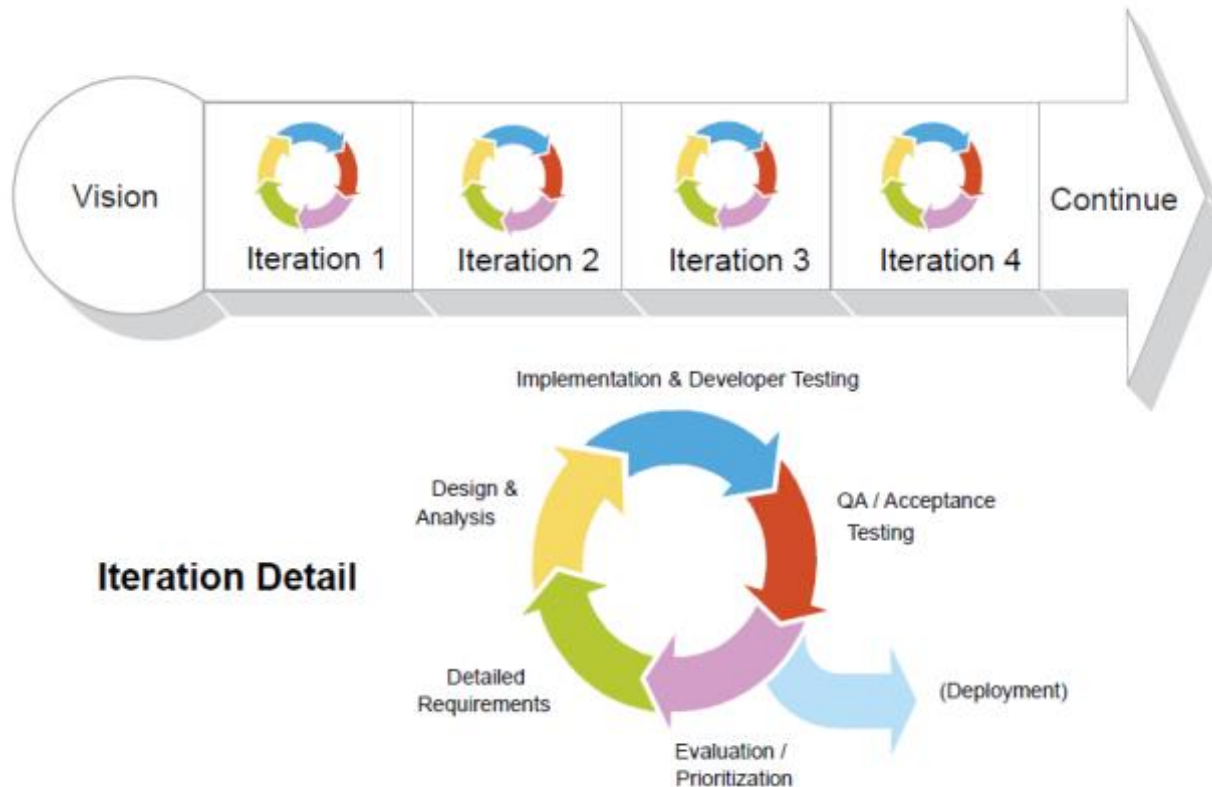 Vision
Iteration 1
Iteration 2
Iteration 3
Iteration 4
Continue
Implementation & Developer Testing
Design &
Analysis
QA / Acceptance
Testing
Iteration Detail
Detailed
Requirements
(Deployment)
Evaluation /
Prioritization